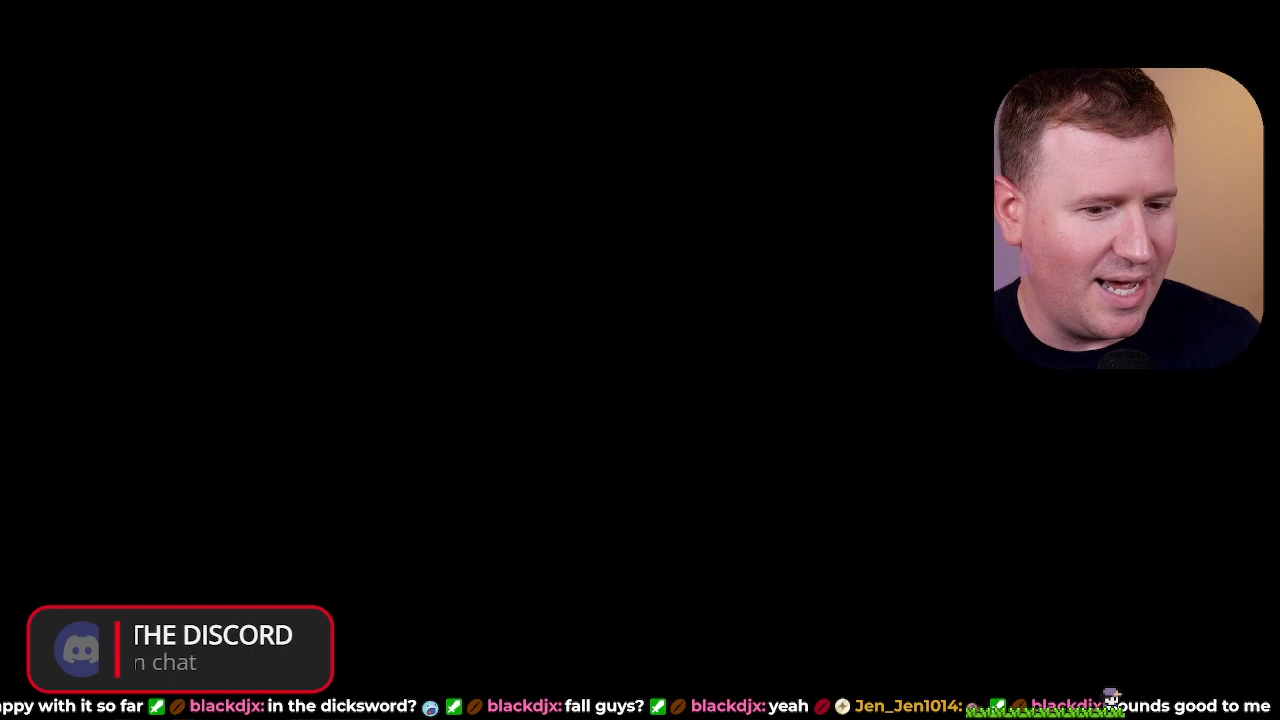 THE DISCORD
n chat
appy with it so far blackdjx: in the dicksword? blackdjx: fall guys? blackdjx: yeah Jen_Jen1014: blackdjx ounds good to me